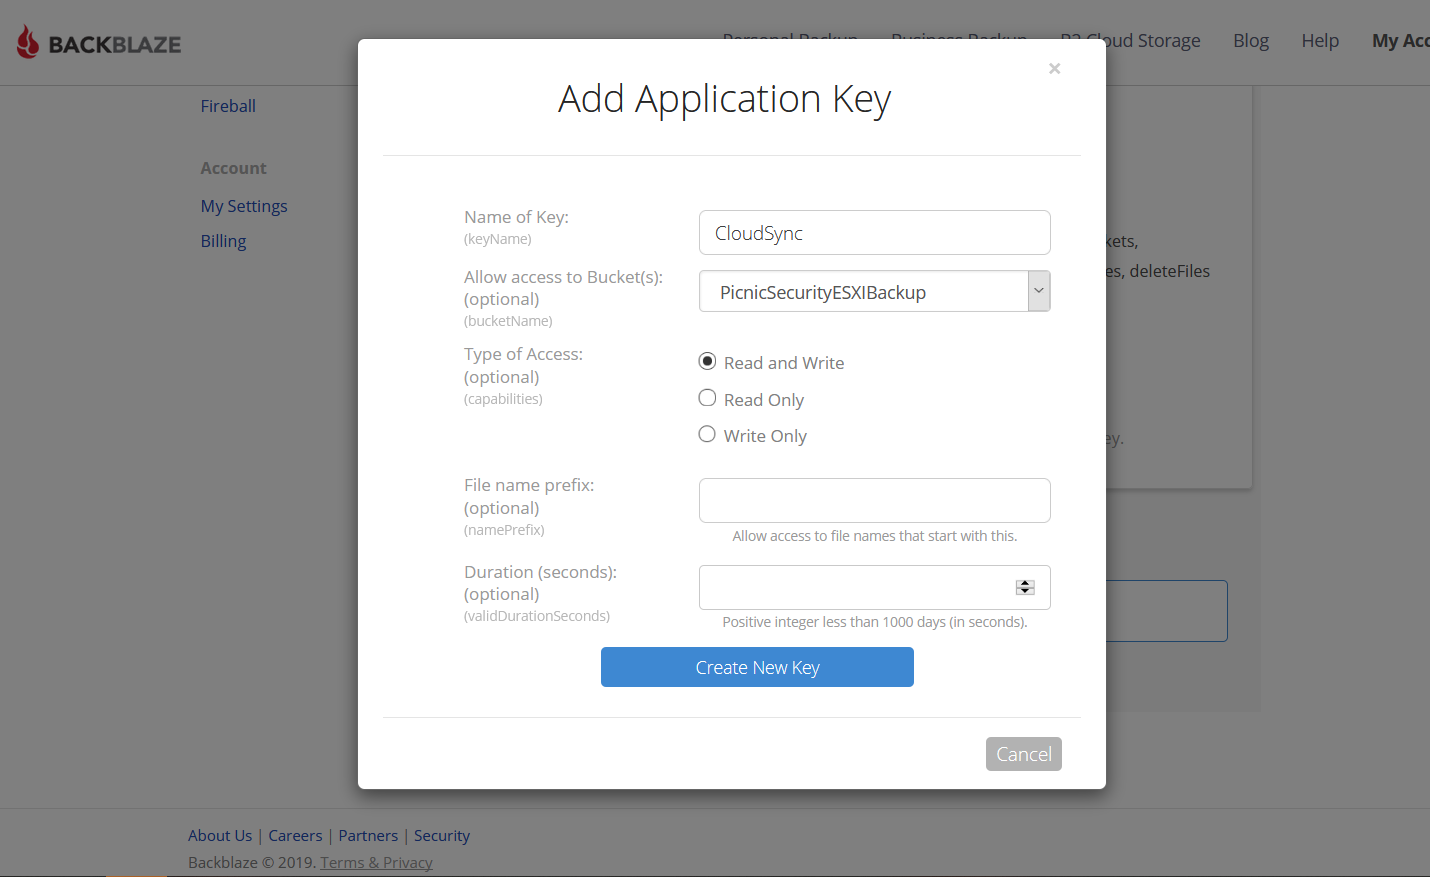 BACKBLAZE
Cloud Storage
Blog
Help
My Acc
Fireball
Account
My Settings
Billing
kets,
es, deleteFiles
ey.
×
Add Application Key
Name of Key:
(keyName)
CloudSync
Allow access to Bucket(s):
(optional)
(bucketName)
PicnicSecurityESXIBackup
Type of Access:
(optional)
(capabilities)
Read and Write
Read Only
Write Only
File name prefix:
(optional)
(namePrefix)
Allow access to file names that start with this.
Duration (seconds):
(optional)
(validDurationSeconds)
Positive integer less than 1000 days (in seconds).
Create New Key
Cancel
About Us | Careers | Partners | Security
Backblaze © 2019. Terms & Privacy